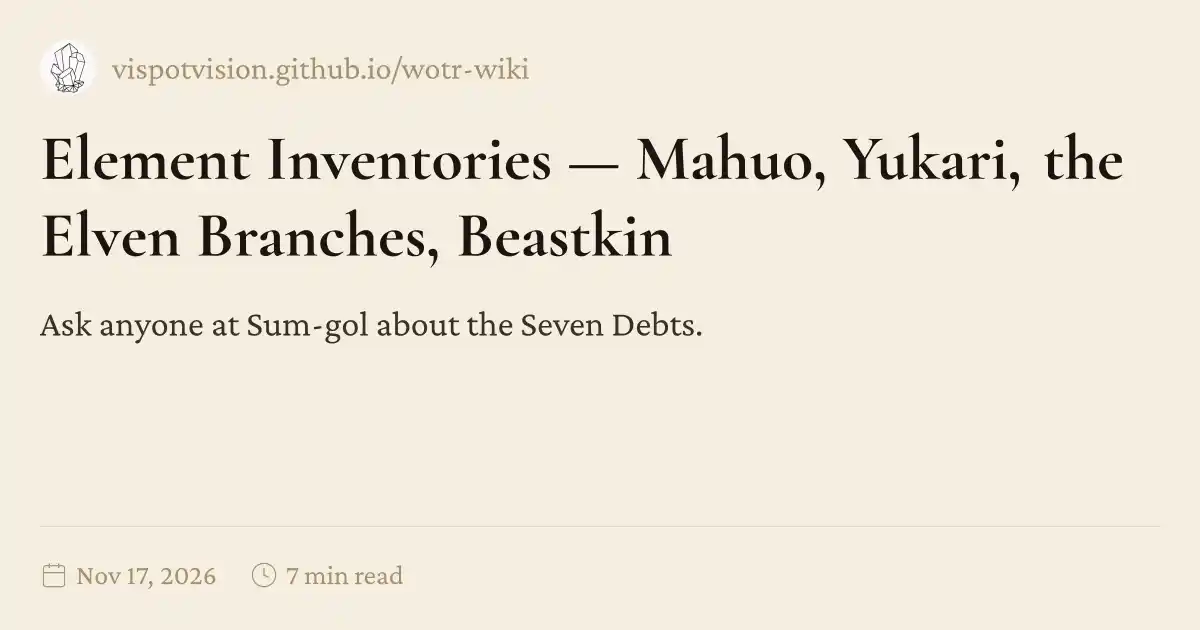 vispotvision.github.io/wotr-wiki
Element Inventories — Mahuo, Yukari, the
Elven Branches, Beastkin
Ask anyone at Sum-gol about the Seven Debts.
Nov 17, 2026
7 min read